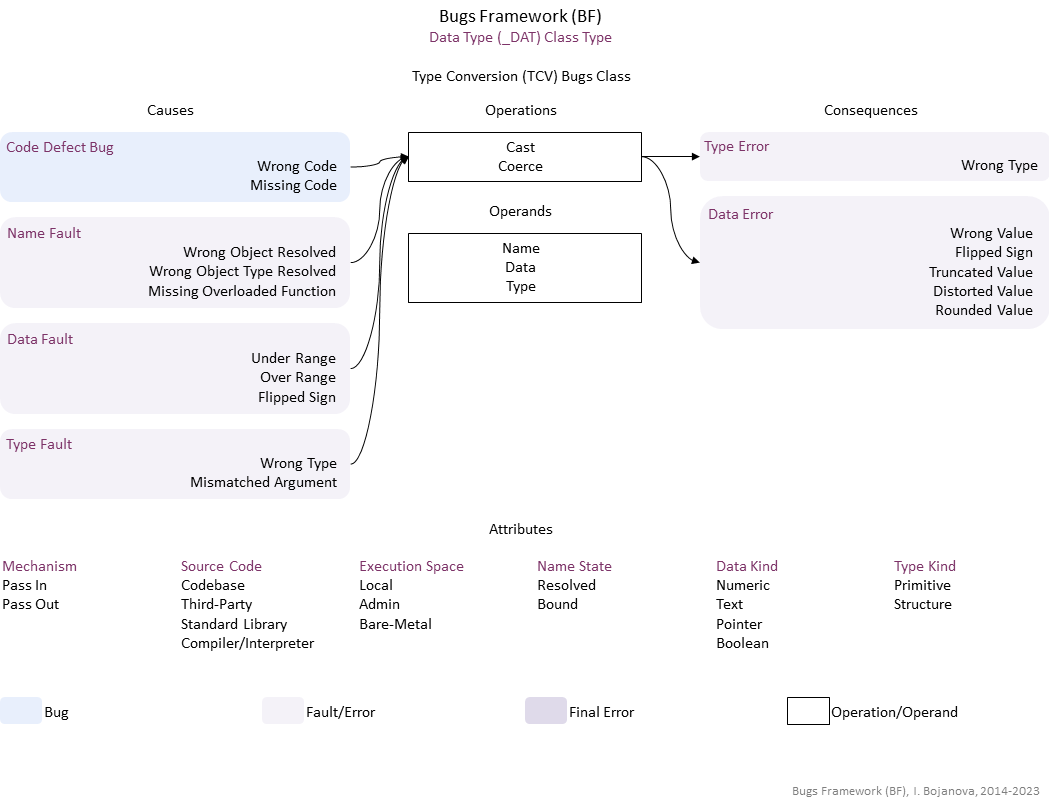 Bugs Framework (BF)
Data Type (_DAT) Class Type
Type Conversion (TCV) Bugs Class
Causes
Operations
Consequences
Code Defect Bug
Wrong Code
Missing Code
Name Fault
Wrong Object Resolved
Wrong Object Type Resolved
Missing Overloaded Function
Data Fault
Under Range
Over Range
Flipped Sign
Type Fault
Wrong Type
Mismatched Argument
Cast
Coerce
Operands
Name
Data
Type
Type Error
Wrong Type
Data Error
Wrong Value
Flipped Sign
Truncated Value
Distorted Value
Rounded Value
Attributes
Mechanism
Pass In
Pass Out
Source Code
Codebase
Third-Party
Standard Library
Compiler/Interpreter
Execution Space
Local
Admin
Bare-Metal
Name State
Resolved
Bound
Data Kind
Numeric
Text
Pointer
Boolean
Type Kind
Primitive
Structure
Bug
Fault/Error
Final Error
Operation/Operand
Bugs Framework (BF), I. Bojanova, 2014-2023